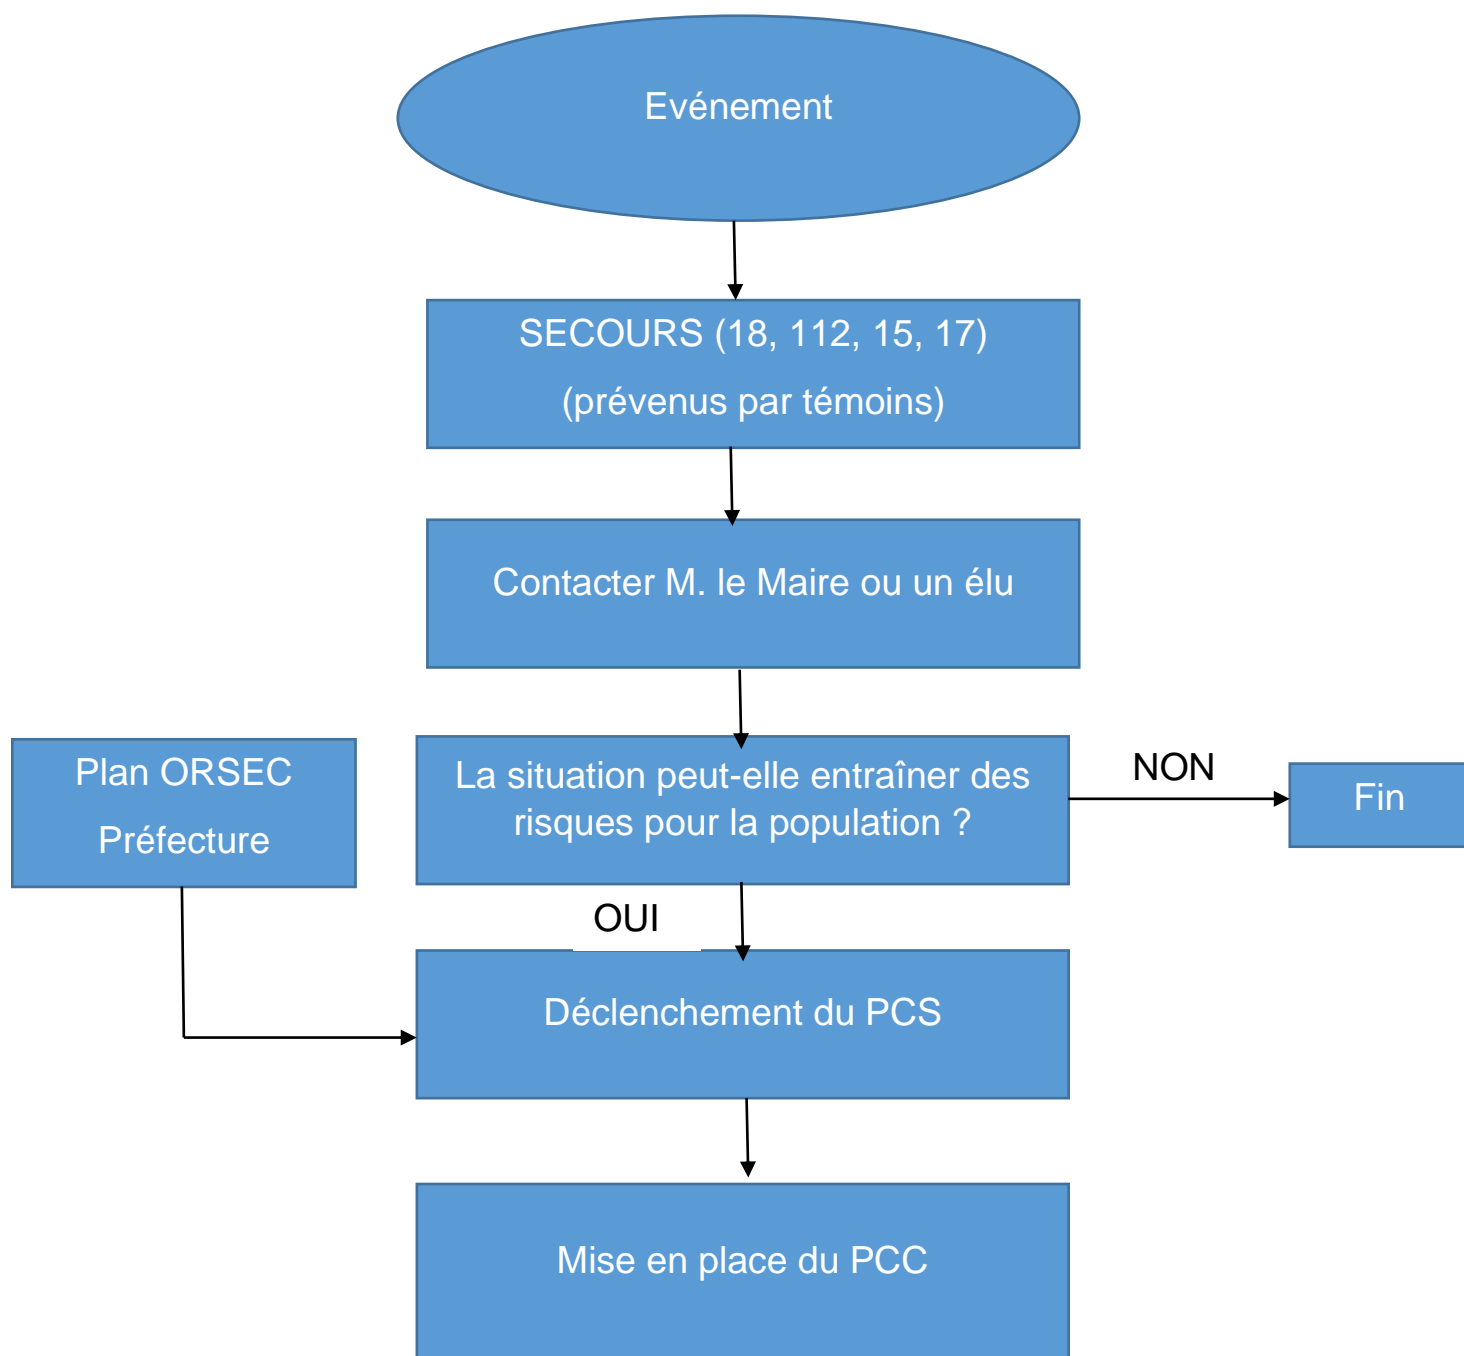 Evénement
SECOURS (18, 112, 15, 17)
(prévenus par témoins)
Contacter M. le Maire ou un élu
Plan ORSEC
Préfecture
La situation peut-elle entraîner des
risques pour la population ?
NON
Fin
OUI
Déclenchement du PCS
Mise en place du PCC